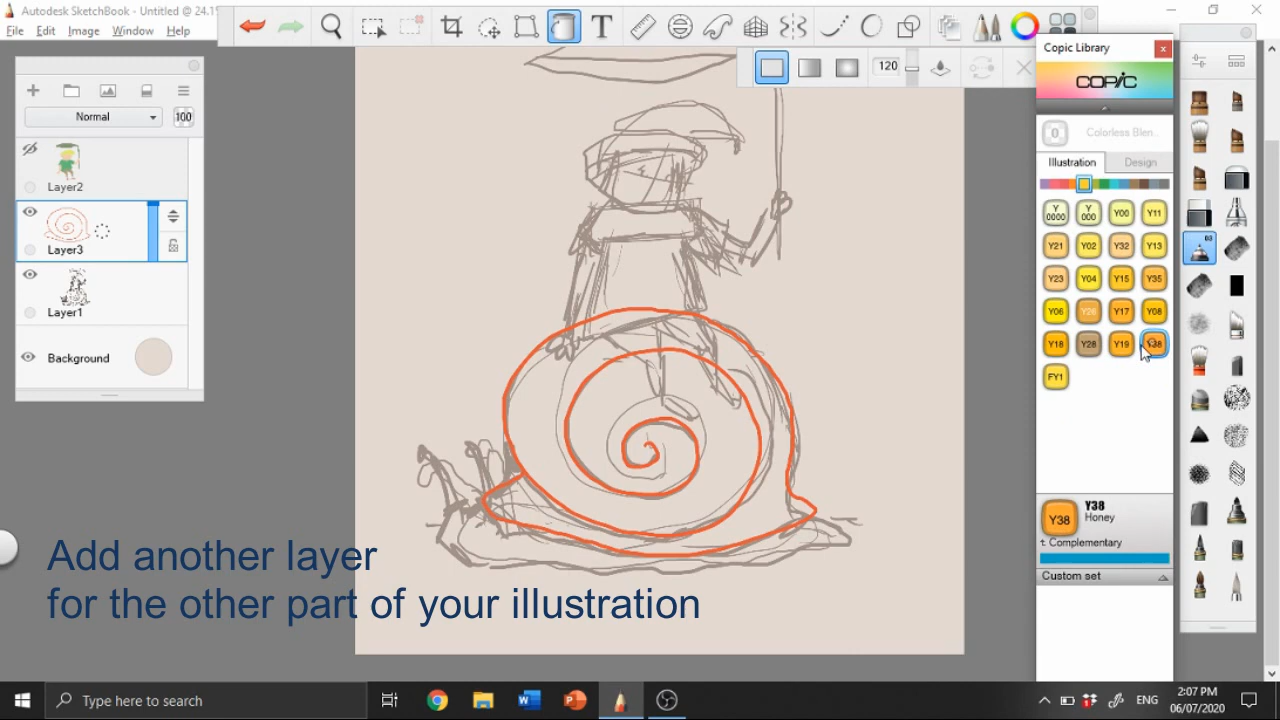 Autodesk SketchBook - Untitled @ 24.1
File Edit Image Window Help
T
120
Normal
100
Layer2
Layer3
Layer1
Background
Add another layer
for the other part of your illustration
Copic Library
COPIC
0 Colorless Blen...
Illustration Design
Y 0000 Y 000 Y00 Y11
Y21 Y02 Y32 Y13
Y23 Y04 Y15 Y35
Y06 Y26 Y17 Y08
Y18 Y28 Y19 Y38
FY1
Y38 Y38
Honey
t. Complementary
Custom set
Type here to search
ENG
2:07 PM
06/07/2020